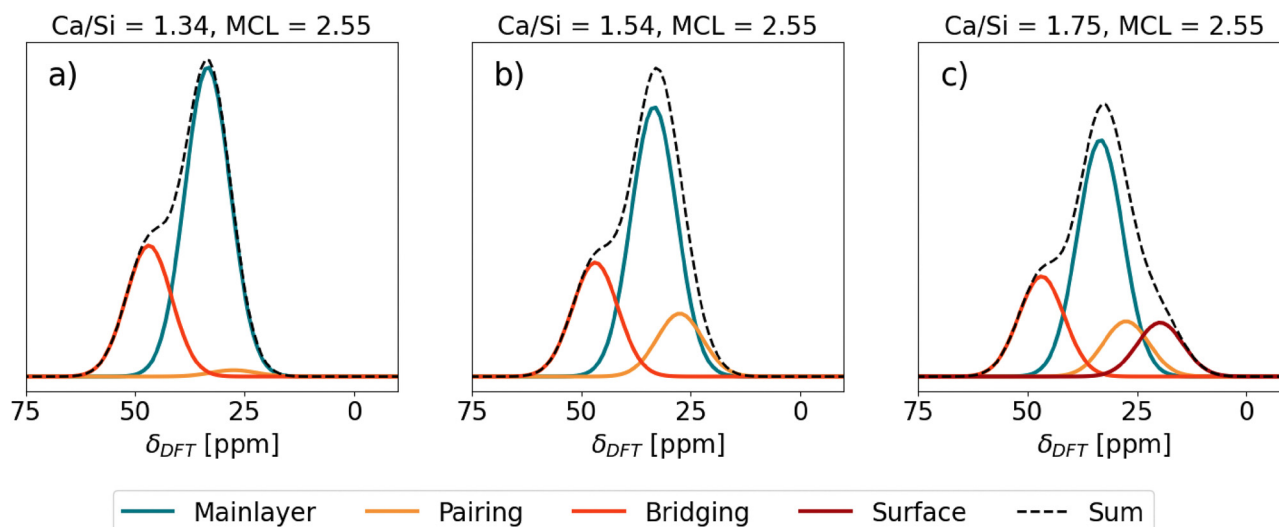 Ca/Si = 1.34, MCL = 2.55
a)
75 50 25 0
δDFT [ppm]
Ca/Si = 1.54, MCL = 2.55
b)
75 50 25 0
δDFT [ppm]
Ca/Si = 1.75, MCL = 2.55
c)
75 50 25 0
δDFT [ppm]
Mainlayer Pairing Bridging Surface Sum